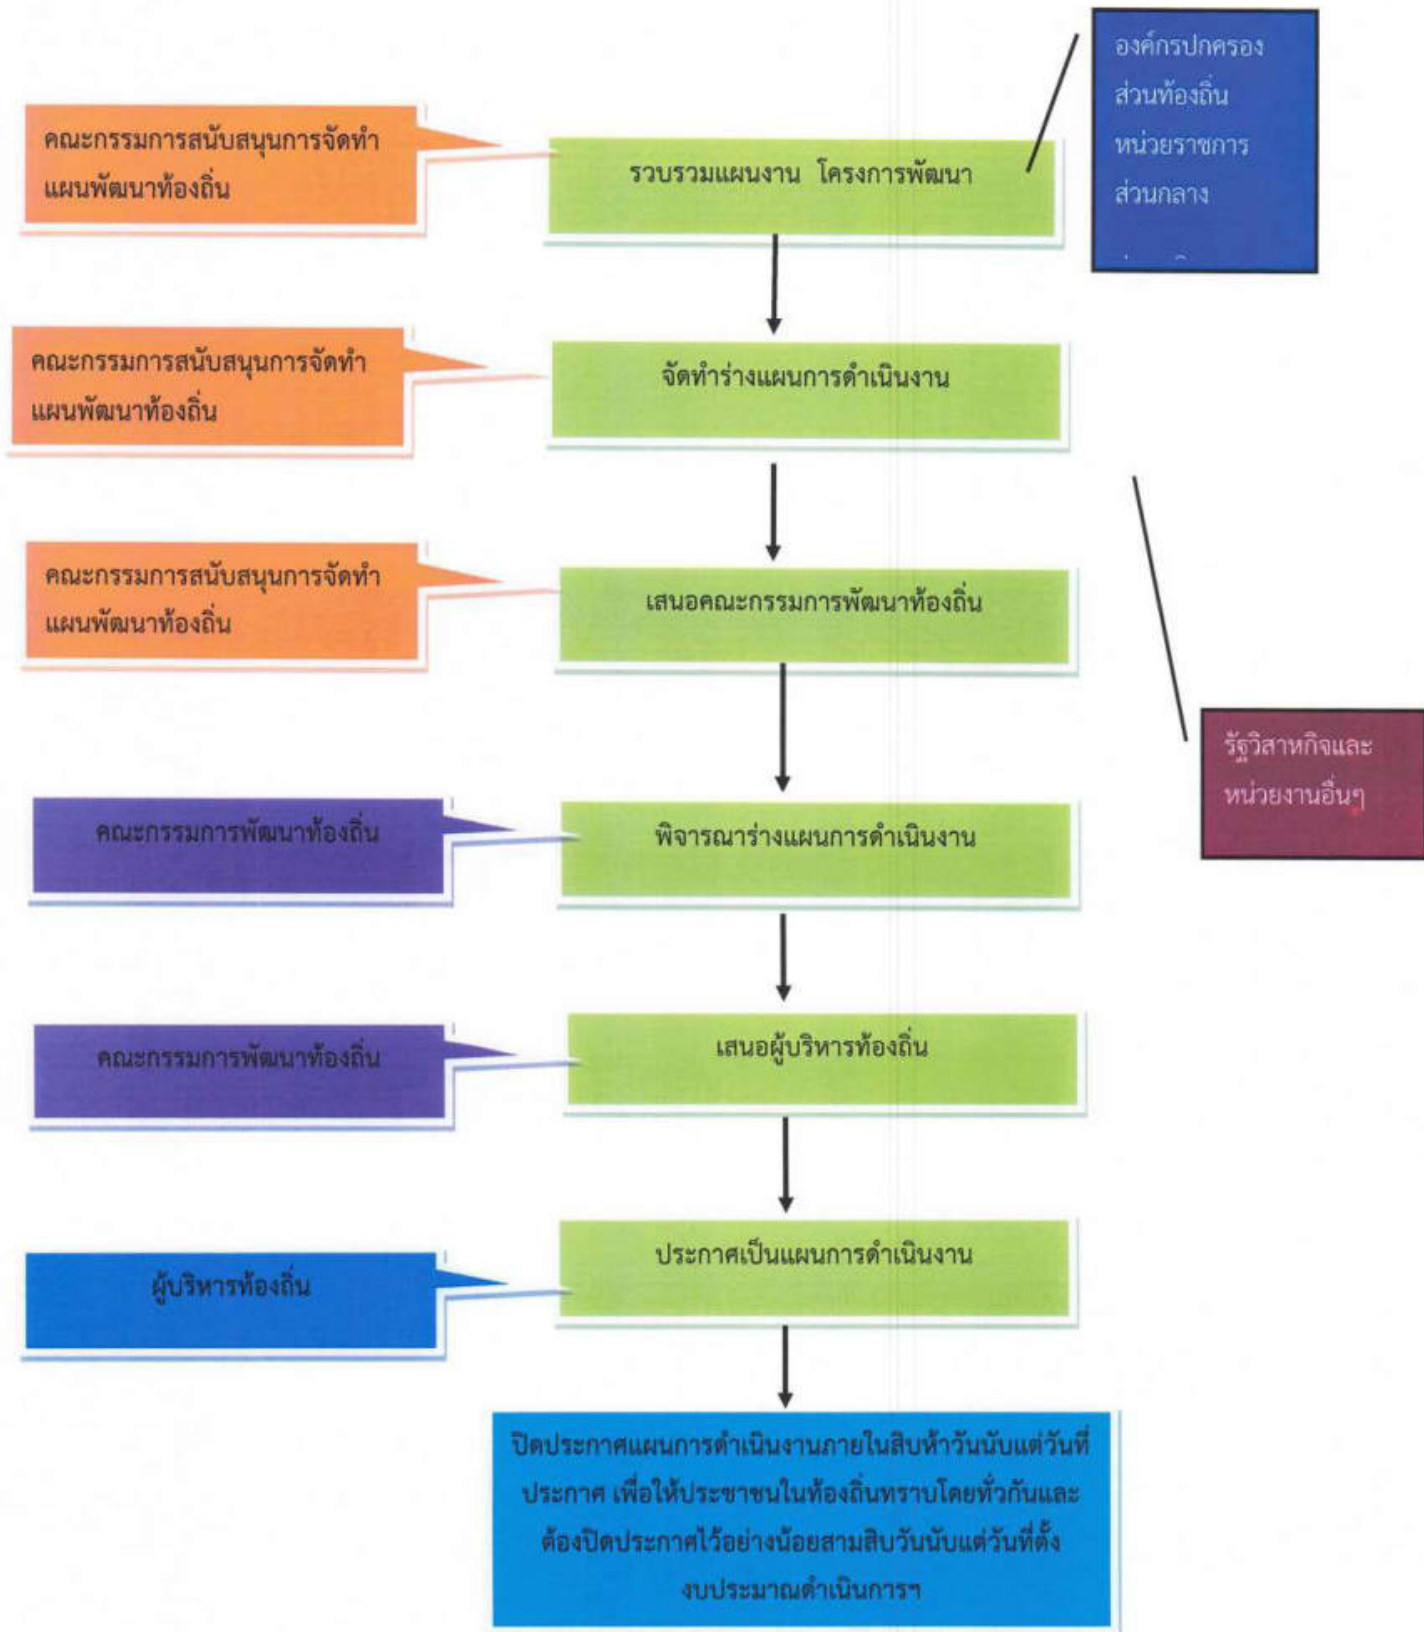 องค์กรปกครอง
ส่วนท้องถิ่น
หน่วยราชการ
ส่วนกลาง
คณะกรรมการสนับสนุนการจัดทำ
แผนพัฒนาท้องถิ่น
รวบรวมแผนงาน โครงการพัฒนา
คณะกรรมการสนับสนุนการจัดทำ
แผนพัฒนาท้องถิ่น
จัดทำร่างแผนการดำเนินงาน
คณะกรรมการสนับสนุนการจัดทำ
แผนพัฒนาท้องถิ่น
เสนอคณะกรรมการพัฒนาท้องถิ่น
รัฐวิสาหกิจและ
หน่วยงานอื่นๆ
คณะกรรมการพัฒนาท้องถิ่น
พิจารณาร่างแผนการดำเนินงาน
คณะกรรมการพัฒนาท้องถิ่น
เสนอผู้บริหารท้องถิ่น
ผู้บริหารท้องถิ่น
ประกาศเป็นแผนการดำเนินงาน
ปิดประกาศแผนการดำเนินงานภายในสิบห้าวันนับแต่วันที่
ประกาศ เพื่อให้ประชาชนในท้องถิ่นทราบโดยทั่วกันและ
ต้องปิดประกาศไว้อย่างน้อยสามสิบวันนับแต่วันที่ตั้ง
งบประมาณดำเนินการฯ